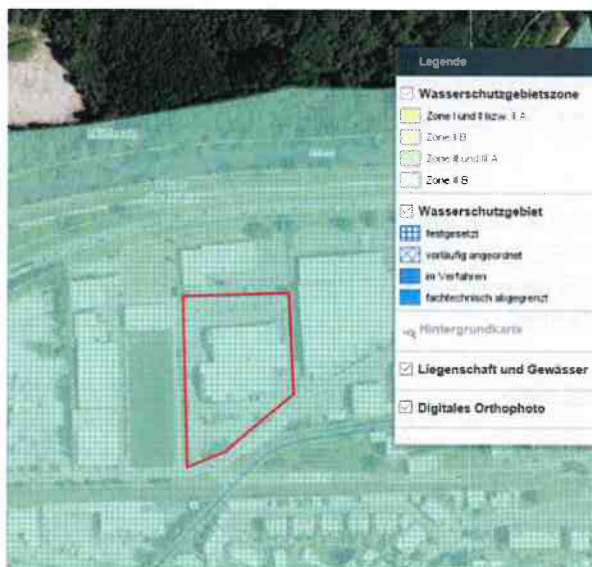 Legende
Wasserschutzgebietszone
Zone I und II bzw. II A
Zone II B
Zone III und III A
Zone III B
Wasserschutzgebiet
festgesetzt
vorläufig angeordnet
im Verfahren
fachtechnisch abgegrenzt
Hintergrundkarte
Liegenschaft und Gewässer
Digitales Orthophoto